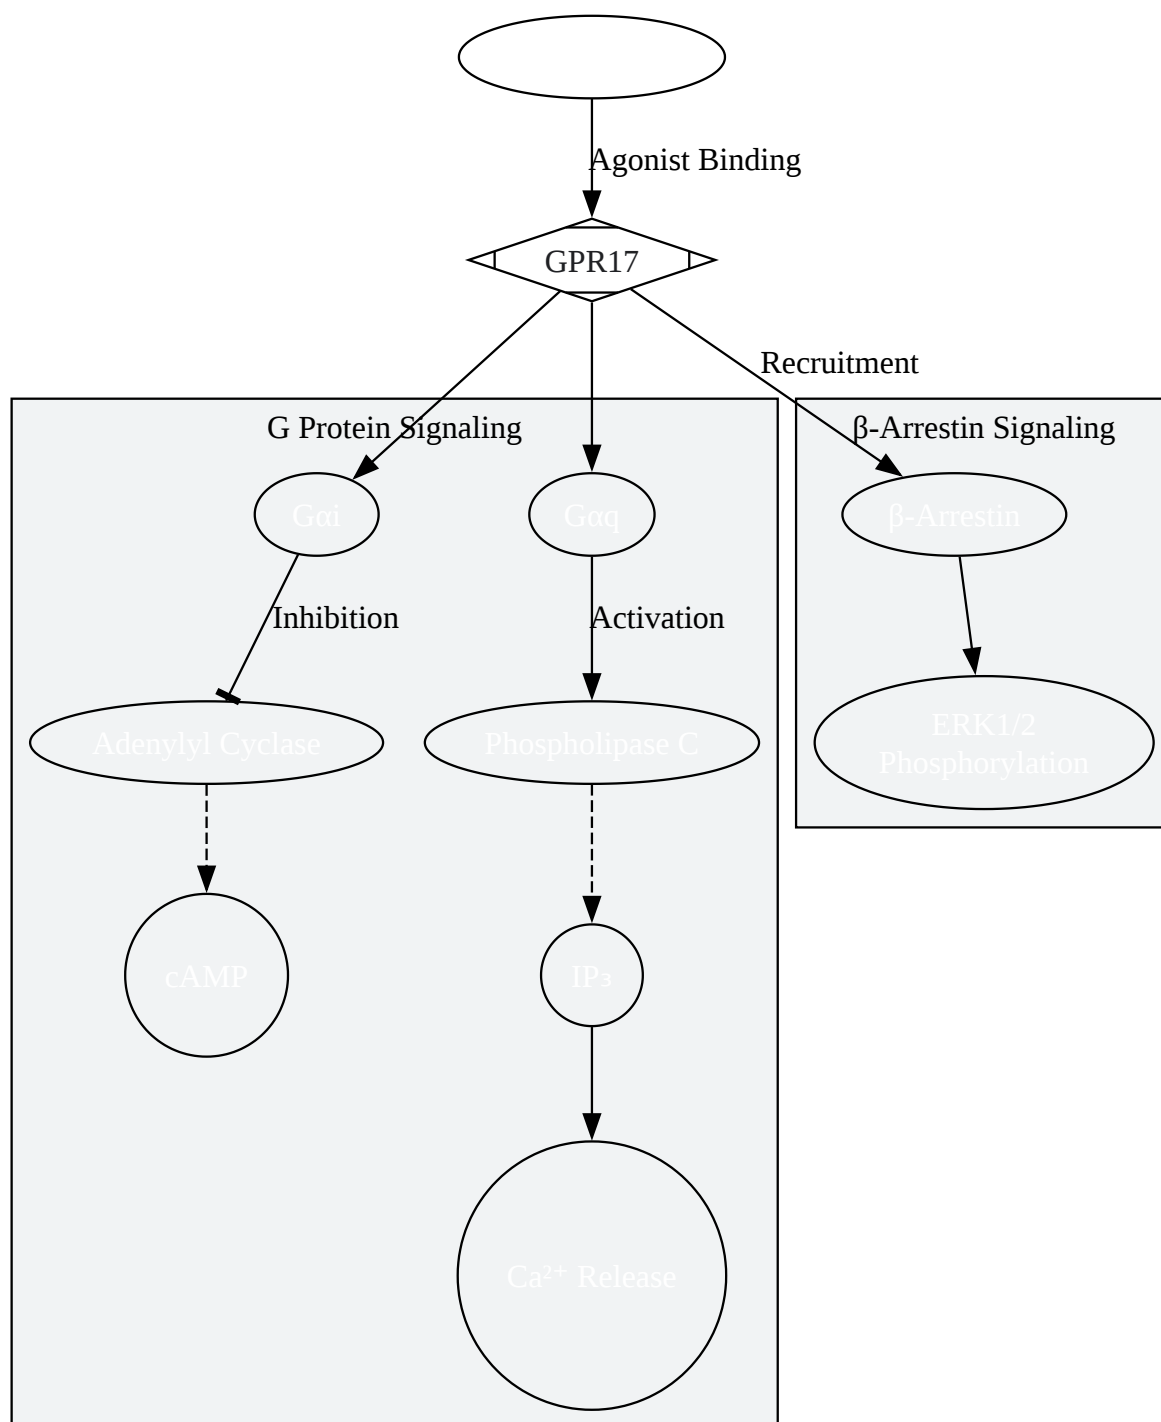 Agonist Binding
GPR17
Recruitment
G Protein Signaling
β-Arrestin Signaling
Gαi
Gαq
β-Arrestin
Inhibition
Activation
Adenylyl Cyclase
Phospholipase C
ERK1/2
Phosphorylation
cAMP
IP₃
Ca²⁺ Release